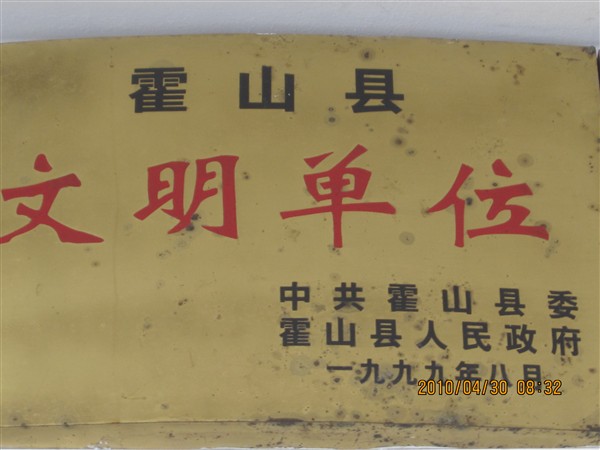 霍山县
文明单位
中共霍山县委
霍山县人民政府
一九九九年八月
2010/04/30 08:32